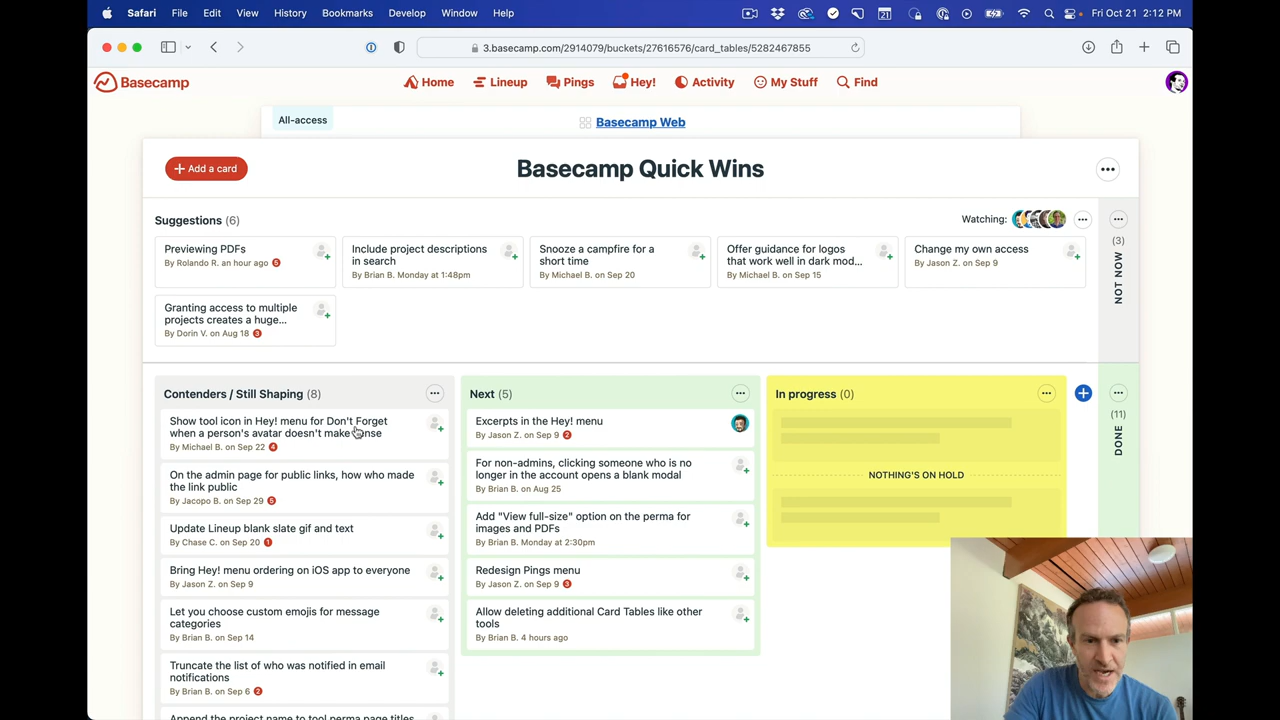 Safari File Edit View History Bookmarks Develop Window Help 21 Fri Oct 21 2:12 PM
3.basecamp.com/2914079/buckets/27616576/card_tables/5282467855
Basecamp Home Lineup Pings Hey! Activity My Stuff Find
All-access
Basecamp Web
+ Add a card
Basecamp Quick Wins
Suggestions (6)
Watching:
Previewing PDFs
By Rolando R. an hour ago 5
Include project descriptions
in search
By Brian B. Monday at 1:48pm
Snooze a campfire for a
short time
By Michael B. on Sep 20
Offer guidance for logos
that work well in dark mod...
By Michael B. on Sep 15
Change my own access
By Jason Z. on Sep 9
Granting access to multiple
projects creates a huge...
By Dorin V. on Aug 18 3
(3)
NOT NOW
Contenders / Still Shaping (8)
Show tool icon in Hey! menu for Don't Forget
when a person's avatar doesn't make sense
By Michael B. on Sep 22 4
On the admin page for public links, how who made
the link public
By Jacopo B. on Sep 29 5
Update Lineup blank slate gif and text
By Chase C. on Sep 20 1
Bring Hey! menu ordering on iOS app to everyone
By Jason Z. on Sep 9
Let you choose custom emojis for message
categories
By Brian B. on Sep 14
Truncate the list of who was notified in email
notifications
By Brian B. on Sep 6 2
Append the project name to tool perma page titles
Next (5)
Excerpts in the Hey! menu
By Jason Z. on Sep 9 2
For non-admins, clicking someone who is no
longer in the account opens a blank modal
By Brian B. on Aug 25
Add "View full-size" option on the perma for
images and PDFs
By Brian B. Monday at 2:30pm
Redesign Pings menu
By Jason Z. on Sep 9 3
Allow deleting additional Card Tables like other
tools
By Brian B. 4 hours ago
In progress (0)
NOTHING'S ON HOLD
(11)
DONE